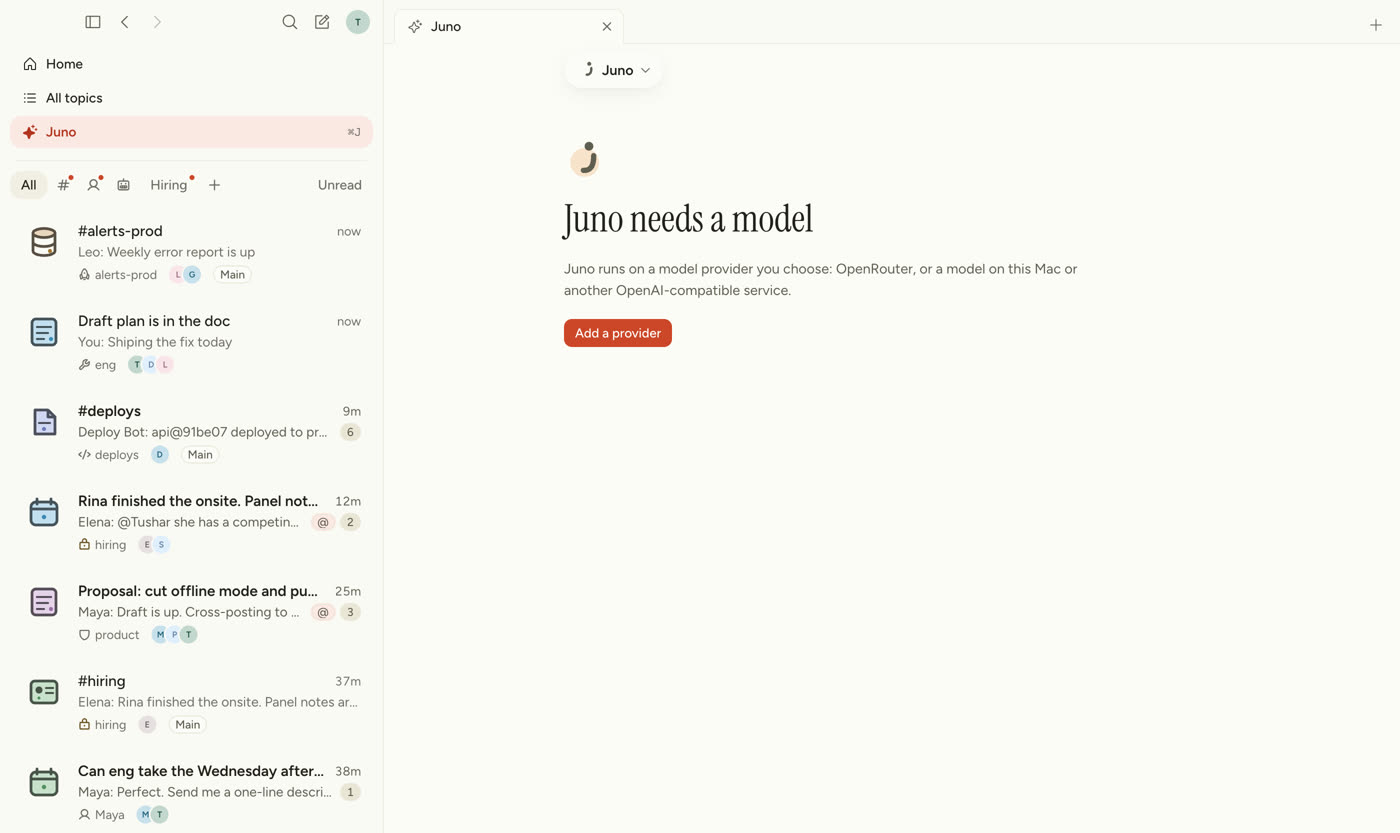 T
Juno
Juno
Home
All topics
Juno ⌘J
All # Hiring Unread
#alerts-prod now
Leo: Weekly error report is up
alerts-prod L G Main
Draft plan is in the doc now
You: Shiping the fix today
eng T D L
#deploys 9m
Deploy Bot: api@91be07 deployed to pr... 6
deploys D Main
Rina finished the onsite. Panel not... 12m
Elena: @Tushar she has a competin... @ 2
hiring E S
Proposal: cut offline mode and pu... 25m
Maya: Draft is up. Cross-posting to ... @ 3
product M P T
#hiring 37m
Elena: Rina finished the onsite. Panel notes ar...
hiring E Main
Can eng take the Wednesday after... 38m
Maya: Perfect. Send me a one-line descri... 1
Maya M T
Juno needs a model
Juno runs on a model provider you choose: OpenRouter, or a model on this Mac or
another OpenAI-compatible service.
Add a provider